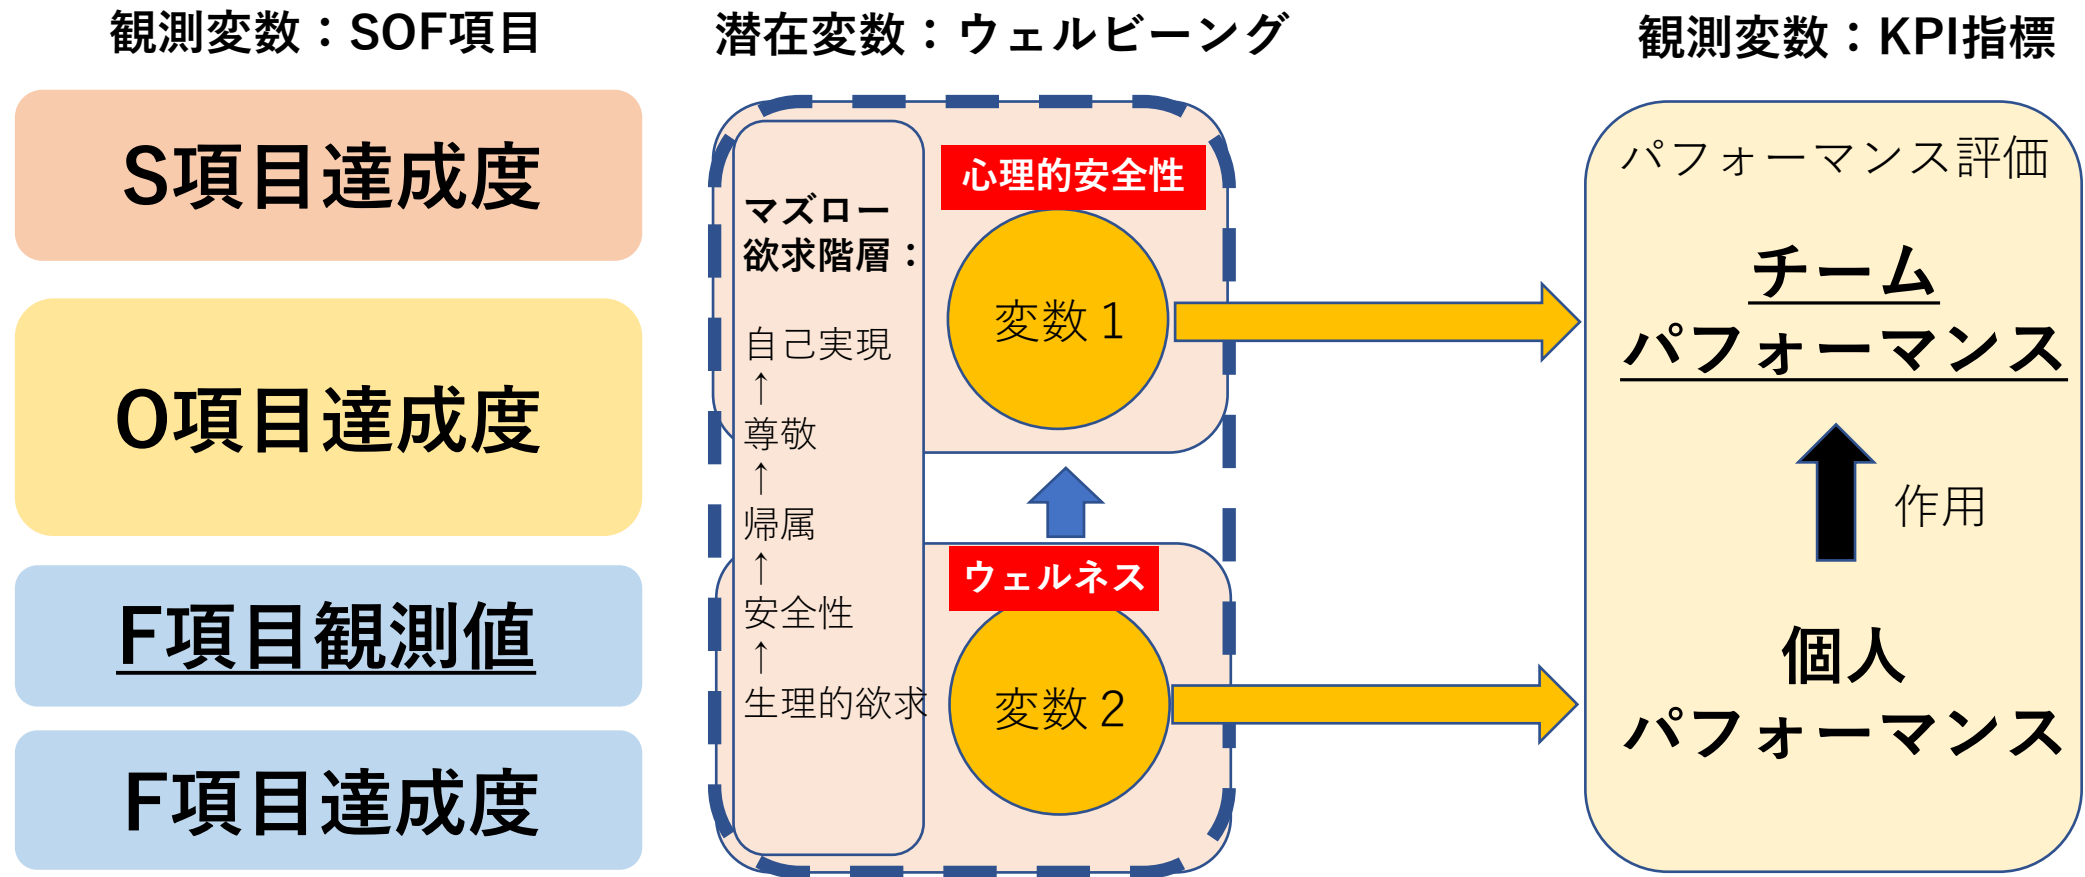 観測変数：SOF項目
S項目達成度
O項目達成度
F項目観測値
F項目達成度
潜在変数：ウェルビーング
マズロー
欲求階層：
自己実現
↑
尊敬
↑
帰属
↑
安全性
↑
生理的欲求
心理的安全性
変数１
ウェルネス
変数２
観測変数：KPI指標
パフォーマンス評価
チーム
パフォーマンス
作用
個人
パフォーマンス